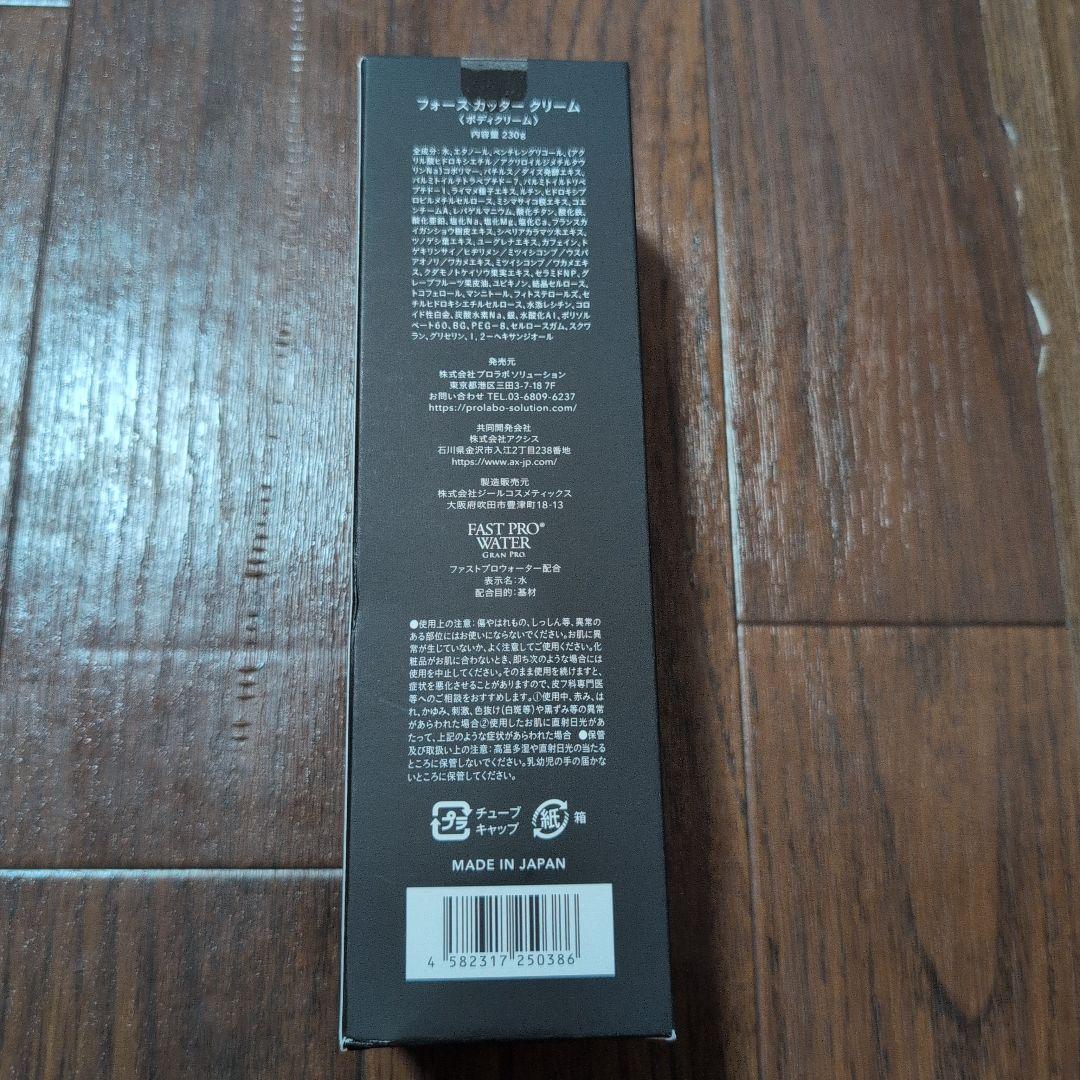 フォース カッター クリーム
〈ボディクリーム〉
内容量 230g
全成分：水、エタノール、ペンチレングリコール、(アク
リル酸ヒドロキシエチル／アクリロイルジメチルタウ
リンNa)コポリマー、バチルス／ダイズ発酵エキス、
パルミトイルテトラペプチド-7、パルミトイルトリペ
プチド-1、ライマメ種子エキス、ルチン、ヒドロキシプ
ロピルメチルセルロース、ミシマサイコ根エキス、コエ
ンチームA、レパゲルマニウム、酸化チタン、酸化鉄、
酸化亜鉛、塩化Na、塩化Mg、塩化Ca、フランスカ
イガンショウ樹皮エキス、シベリアカラマツ木エキス、
ツノゲシ葉エキス、ユーグレナエキス、カフェイン、ト
ゲキリンサイ／ヒヂリメン／ミツイシコンブ／ウスバ
アオノリ／ワカメエキス、ミツイシコンブ／ワカメエキ
ス、クダモノトケイソウ果実エキス、セラミドNP、グ
レープフルーツ果皮油、ユビキノン、結晶セルロース、
トコフェロール、マンニトール、フィトステロールズ、セ
チルヒドロキシエチルセルロース、水添レシチン、コロ
イド性白金、炭酸水素Na、銀、水酸化Al、ポリソル
ベート60、BG、PEG-8、セルロースガム、スクワ
ラン、グリセリン、1，2-ヘキサンジオール
発売元
株式会社プロラボ ソリューション
東京都港区三田3-7-18 7F
お問い合わせ TEL.03-6809-6237
https://prolabo-solution.com/
共同開発会社
株式会社アクシス
石川県金沢市入江2丁目238番地
https://www.ax-jp.com/
製造販売元
株式会社ジールコスメティックス
大阪府吹田市豊津町18-13
FAST PRO®
WATER
GRAN PRO.
ファストプロウォーター配合
表示名：水
配合目的：基材
●使用上の注意：傷やはれもの、しっしん等、異常の
ある部位にはお使いにならないでください。お肌に異
常が生じていないか、よく注意してご使用ください。化
粧品がお肌に合わないとき、即ち次のような場合には
使用を中止してください。そのまま使用を続けますと、
症状を悪化させることがありますので、皮フ科専門医
等へのご相談をおすすめします。①使用中、赤み、は
れ、かゆみ、刺激、色抜け(白斑等)や黒ずみ等の異常
があらわれた場合②使用したお肌に直射日光があ
たって、上記のような症状があらわれた場合 ●保管
及び取扱い上の注意：高温多湿や直射日光の当たる
ところに保管しないでください。乳幼児の手の届かな
いところに保管してください。
プラ チューブ キャップ 紙 箱
MADE IN JAPAN
4 582317 250386